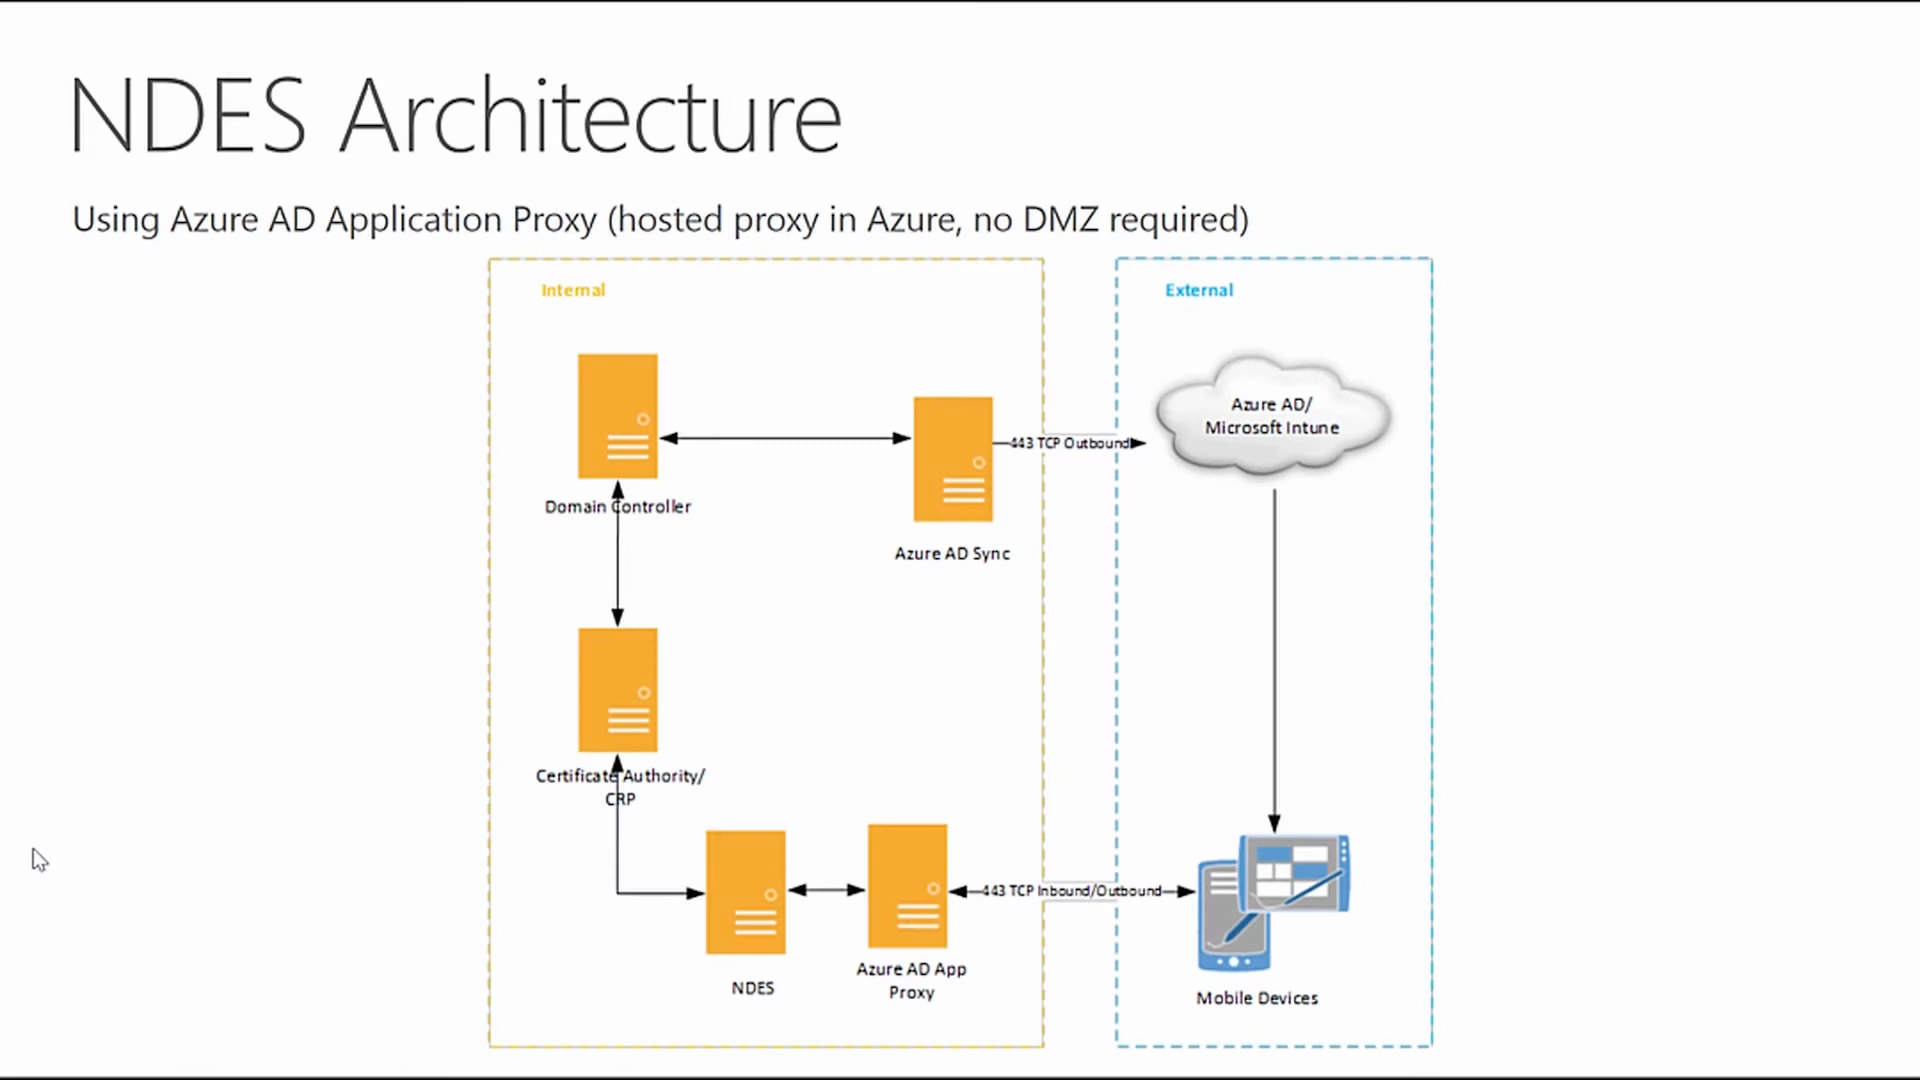 NDES Architecture
Using Azure AD Application Proxy (hosted proxy in Azure, no DMZ required)
Internal
External
Azure AD/
Microsoft Intune
443 TCP Outbound
Domain Controller
Azure AD Sync
Certificate Authority/
CRP
443 TCP Inbound/Outbound
NDES
Azure AD App
Proxy
Mobile Devices